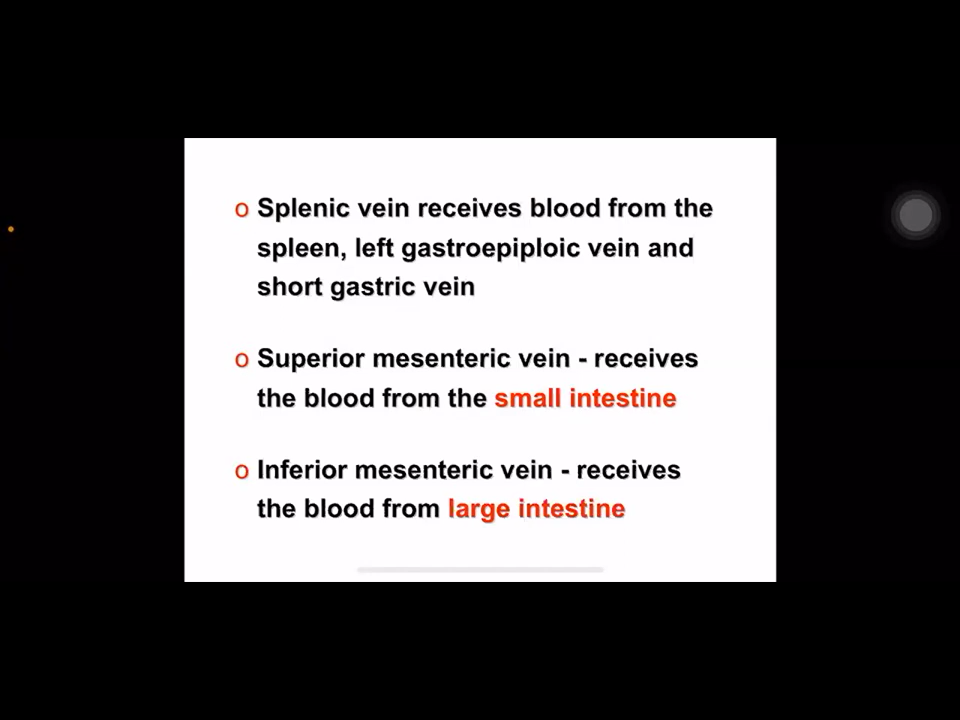 o Splenic vein receives blood from the
spleen, left gastroepiploic vein and
short gastric vein
o Superior mesenteric vein - receives
the blood from the small intestine
o Inferior mesenteric vein - receives
the blood from large intestine